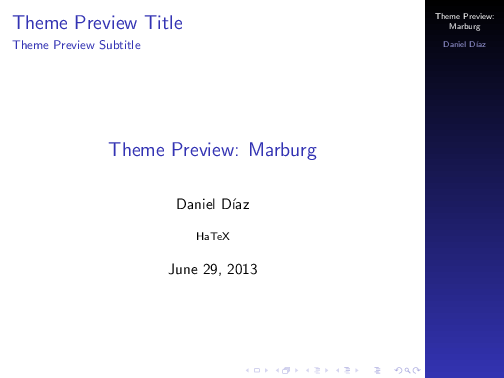 Theme Preview Title
Theme Preview Subtitle
Theme Preview: Marburg
Daniel Díaz
HaTeX
June 29, 2013
Theme Preview:
Marburg
Daniel Díaz